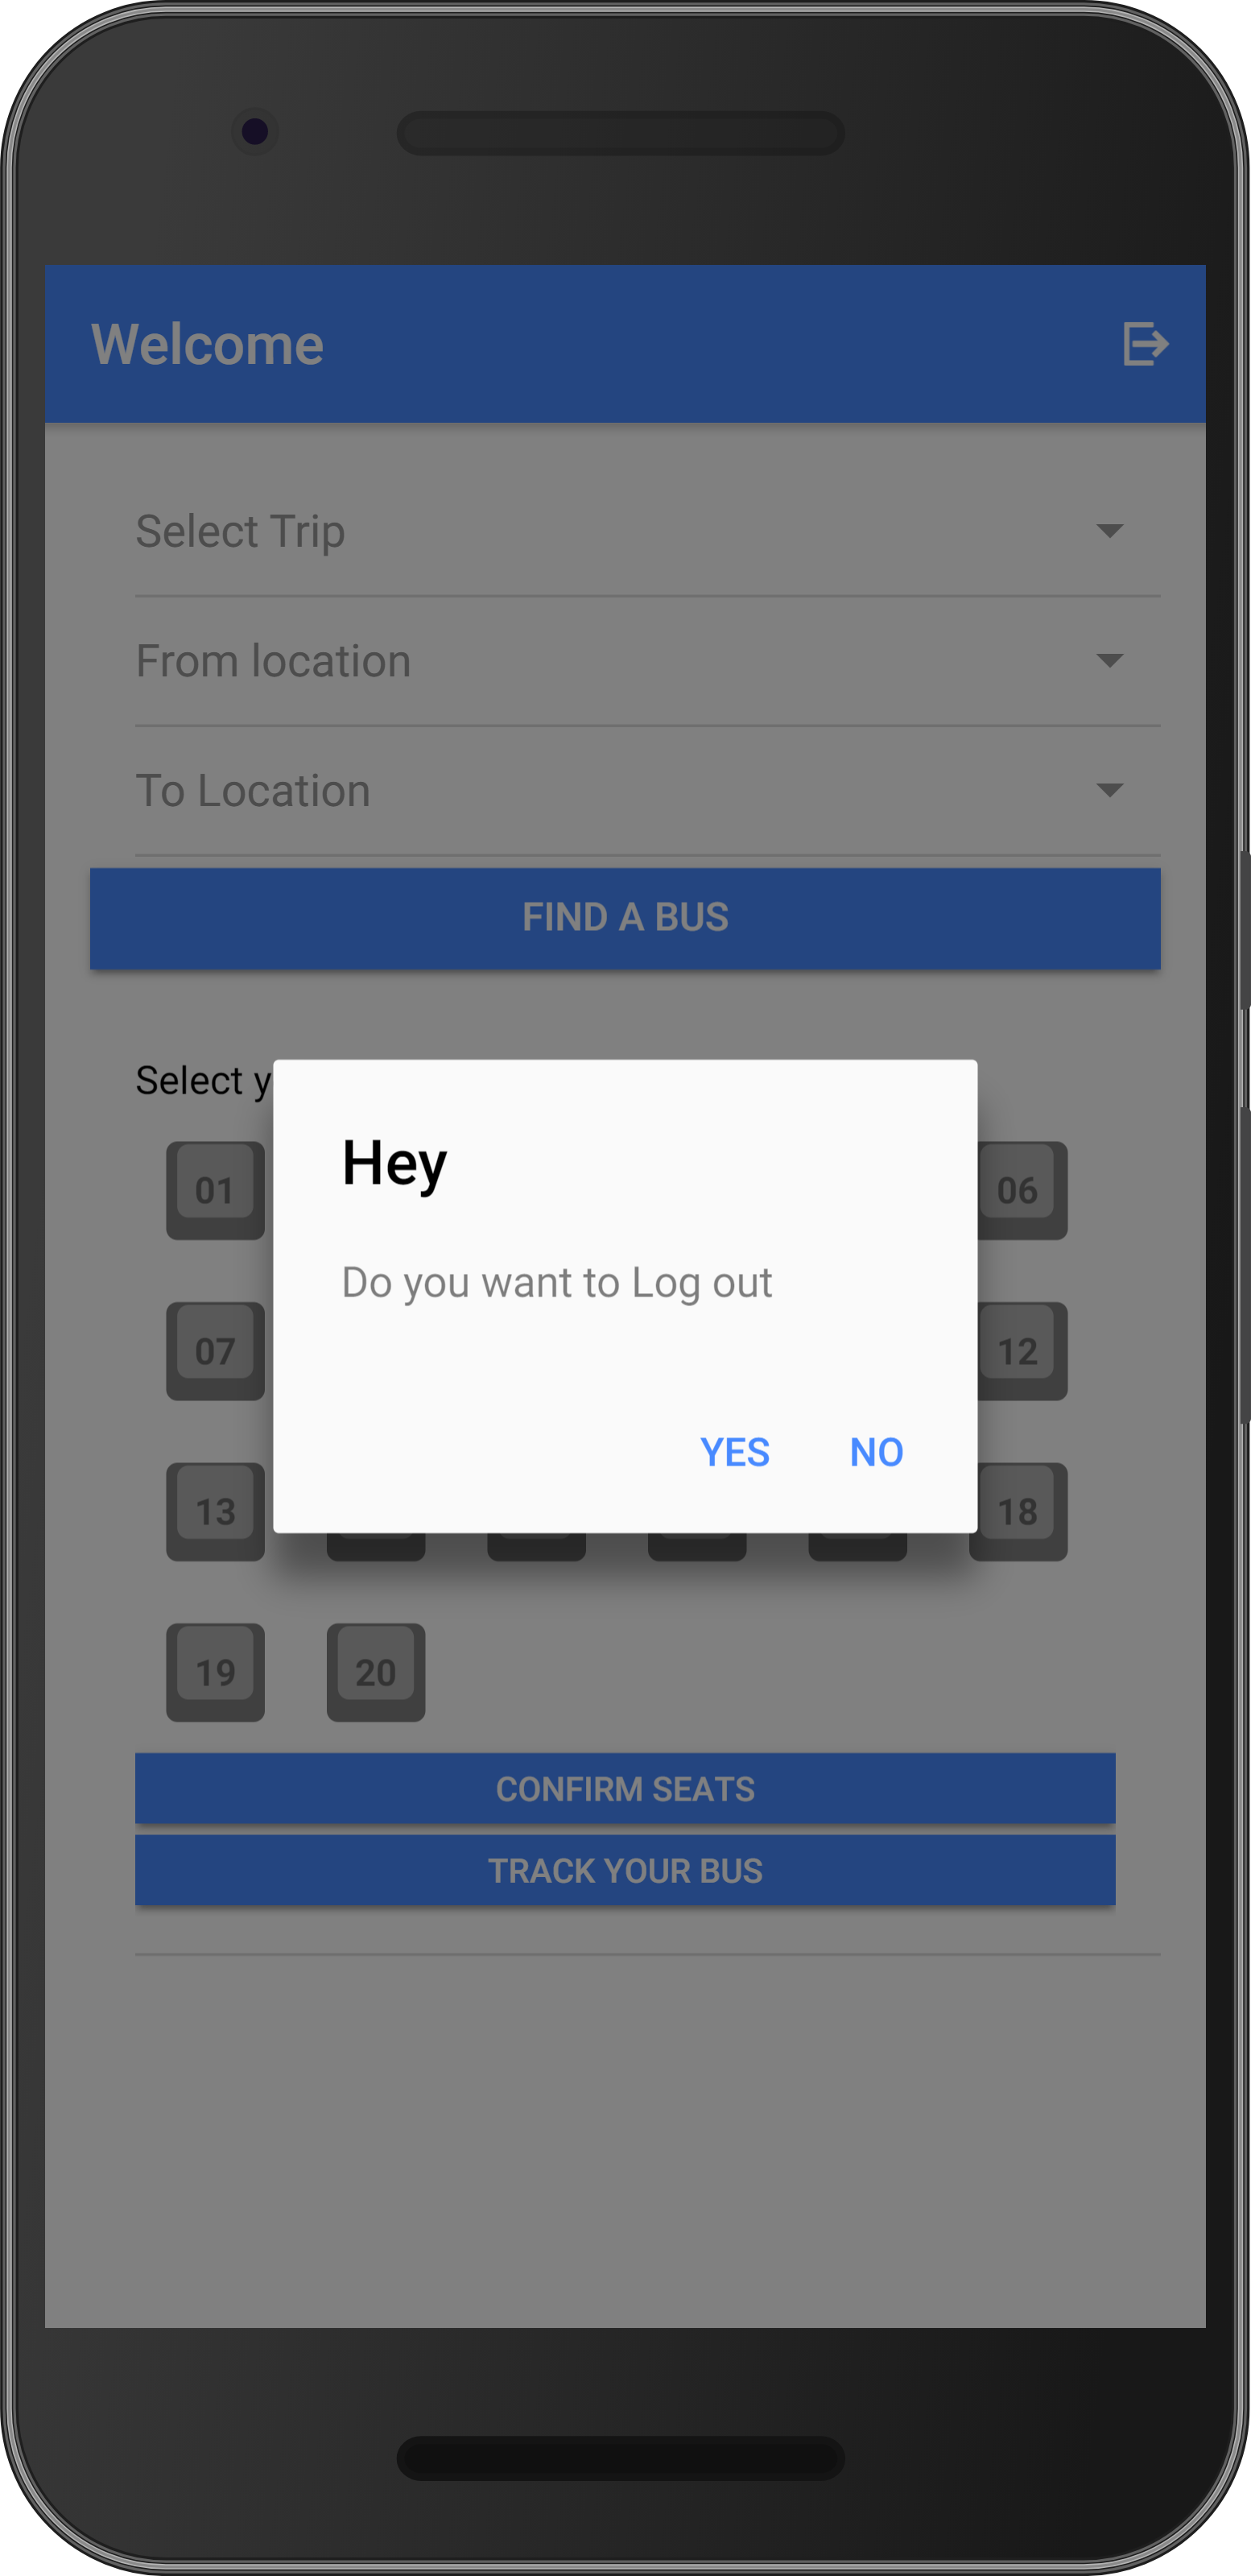 Welcome
Select Trip
From location
To Location
FIND A BUS
Select
Hey
01 06
Do you want to Log out
07 12
YES NO
13 18
19 20
CONFIRM SEATS
TRACK YOUR BUS